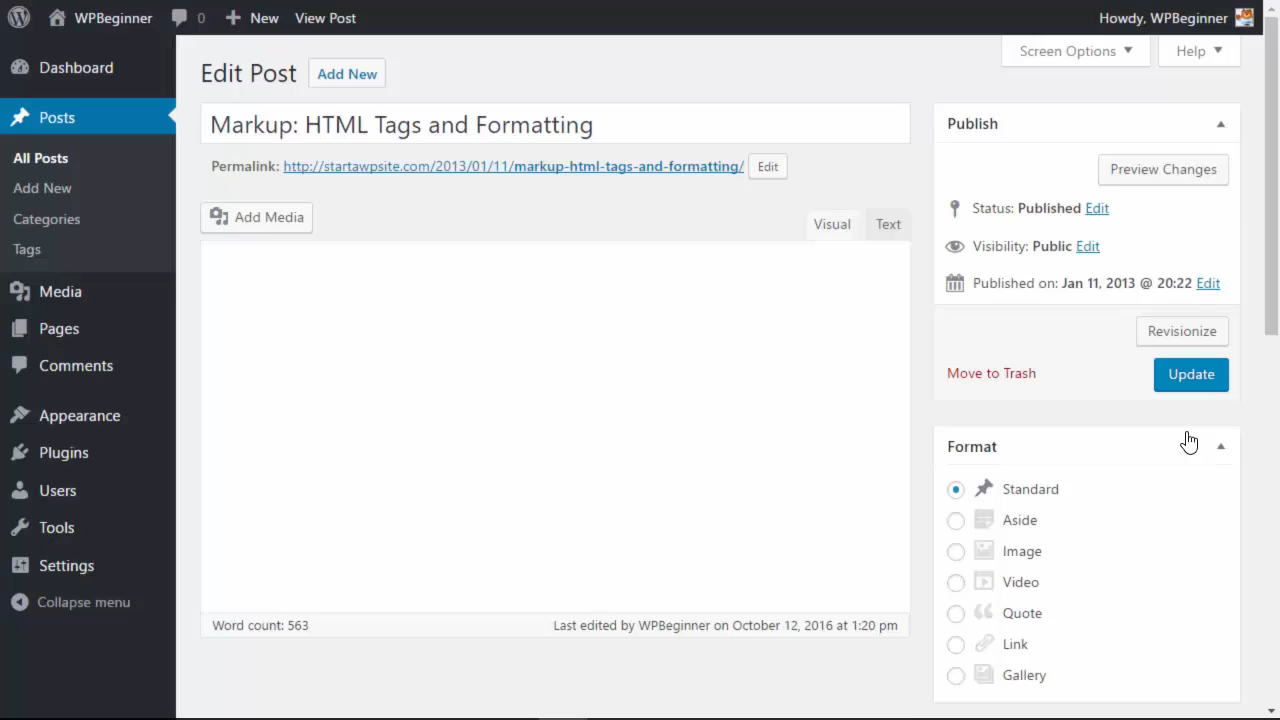 WPBeginner 0 New View Post Howdy, WPBeginner
Screen Options Help
Dashboard
Posts
All Posts
Add New
Categories
Tags
Media
Pages
Comments
Appearance
Plugins
Users
Tools
Settings
Collapse menu
Edit Post Add New
Markup: HTML Tags and Formatting
Permalink: http://startawpsite.com/2013/01/11/markup-html-tags-and-formatting/ Edit
Add Media
Visual Text
Word count: 563 Last edited by WPBeginner on October 12, 2016 at 1:20 pm
Publish
Preview Changes
Status: Published Edit
Visibility: Public Edit
Published on: Jan 11, 2013 @ 20:22 Edit
Revisionize
Move to Trash Update
Format
Standard
Aside
Image
Video
Quote
Link
Gallery